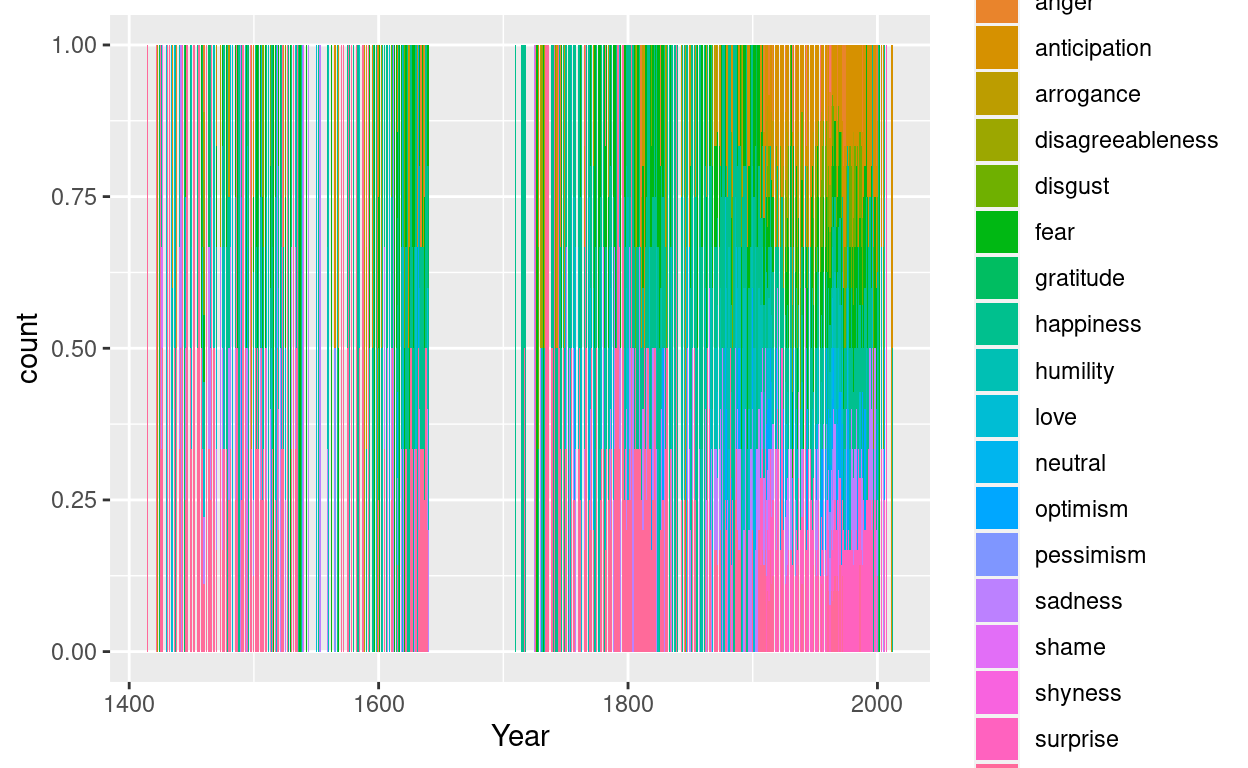 anger
anticipation
arrogance
disagreeableness
disgust
fear
gratitude
happiness
humility
love
neutral
optimism
pessimism
sadness
shame
shyness
surprise
1.00
0.75
0.50
0.25
0.00
count
1400
1600
1800
2000
Year